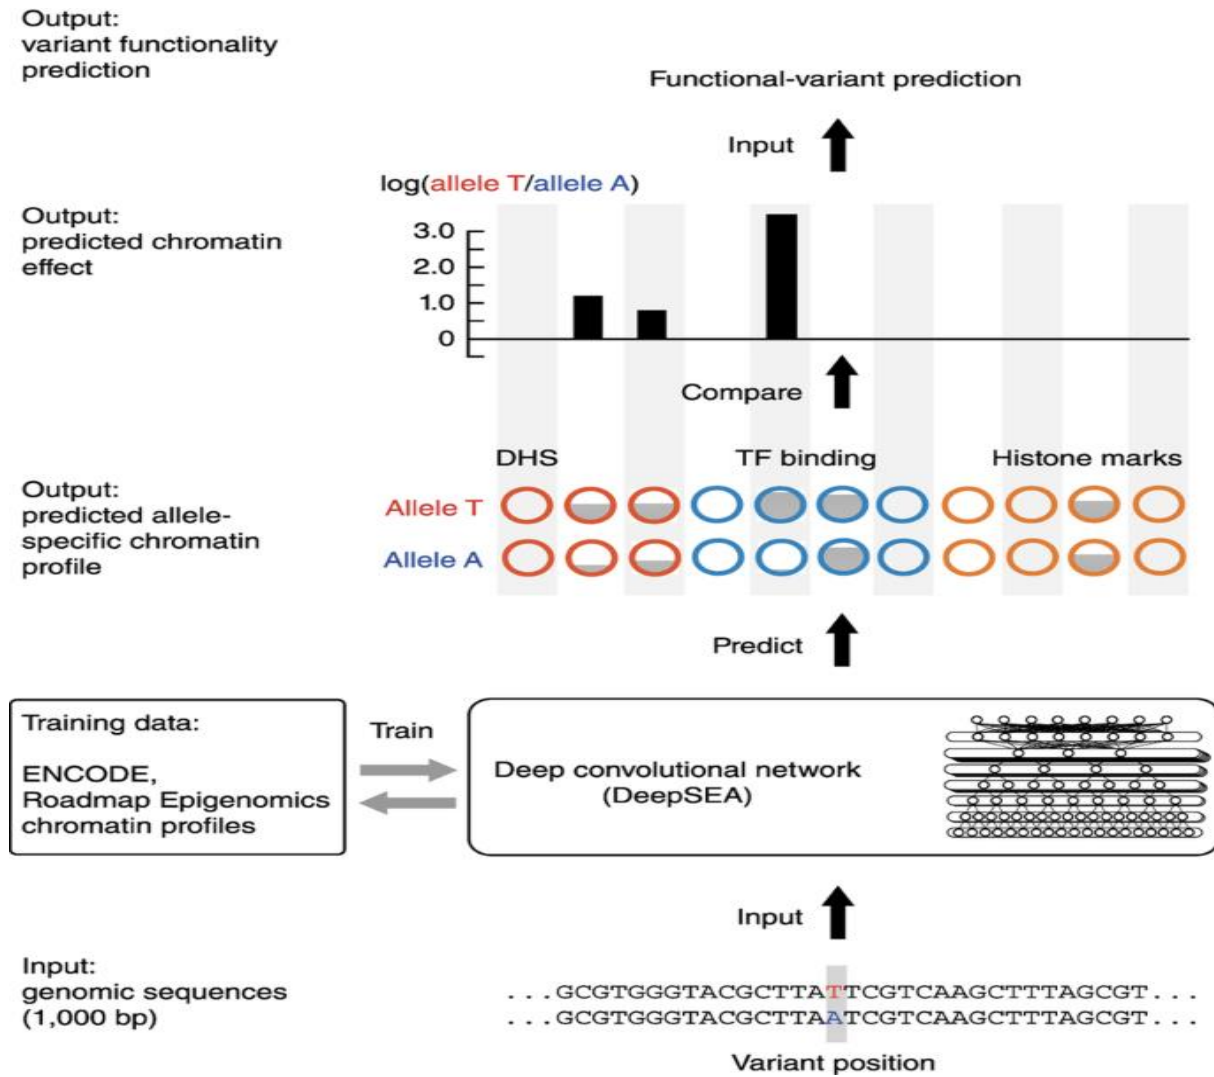 Output:
variant functionality
prediction
Functional-variant prediction
Input
log(allele T/allele A)
Output:
predicted chromatin
effect
3.0
2.0
1.0
0
Compare
DHS
TF binding
Histone marks
Output:
predicted allele-
specific chromatin
profile
Allele T
Allele A
Predict
Training data:
ENCODE,
Roadmap Epigenomics
chromatin profiles
Train
Deep convolutional network
(DeepSEA)
Input
Input:
genomic sequences
(1,000 bp)
...GCGTGGGTACGCTTATTCGTCAAGCTTTAGCGT...
...GCGTGGGTACGCTTAATCGTCAAGCTTTAGCGT...
Variant position